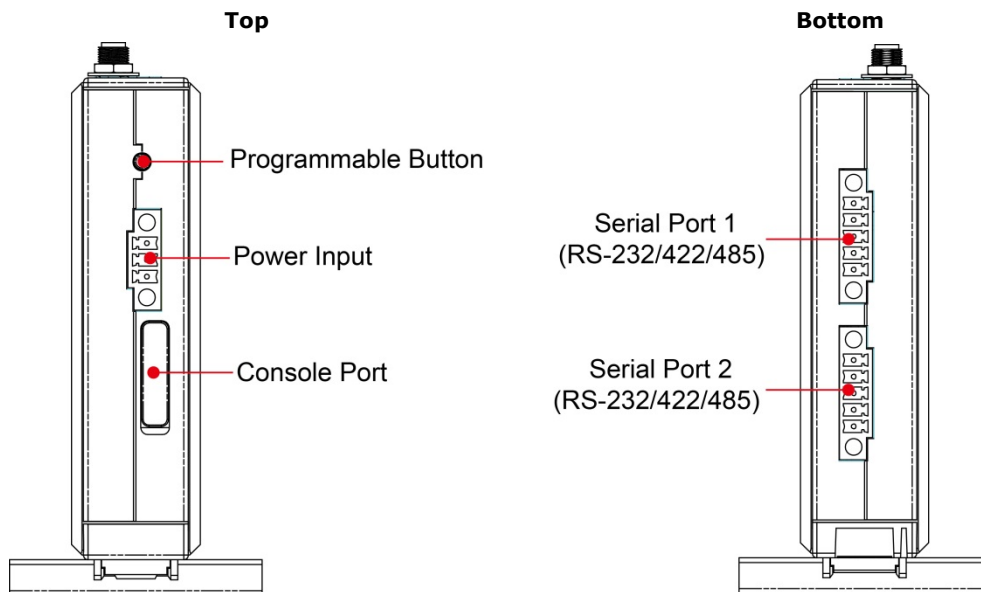 Top
Programmable Button
Power Input
Console Port
Bottom
Serial Port 1
(RS-232/422/485)
Serial Port 2
(RS-232/422/485)